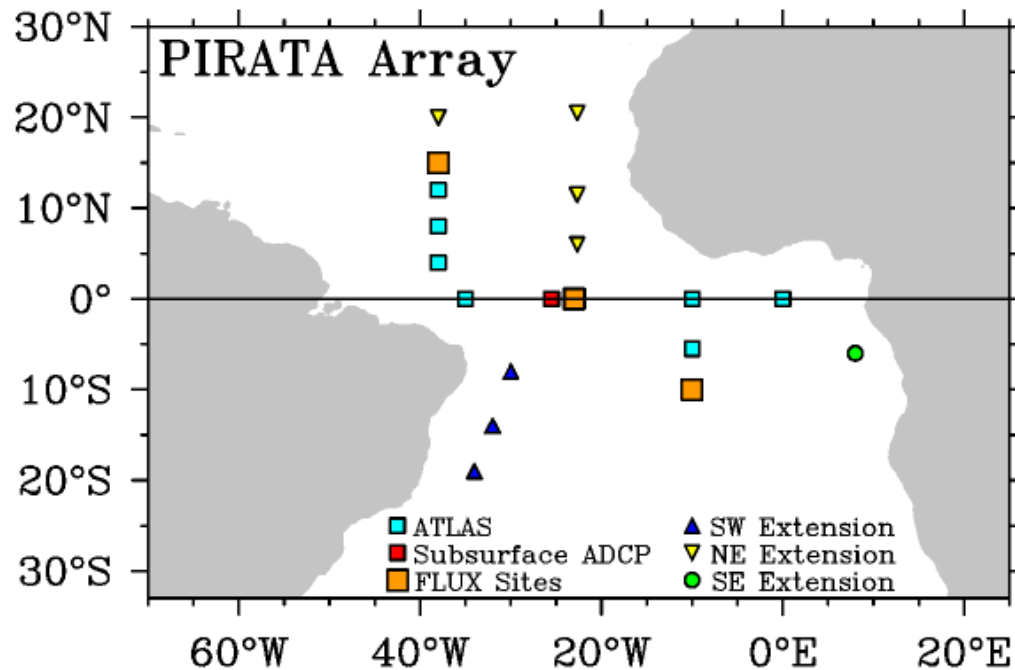 PIRATA Array
30°N
20°N
10°N
0°
10°S
20°S
30°S
ATLAS
Subsurface ADCP
FLUX Sites
SW Extension
NE Extension
SE Extension
60°W
40°W
20°W
0°E
20°E